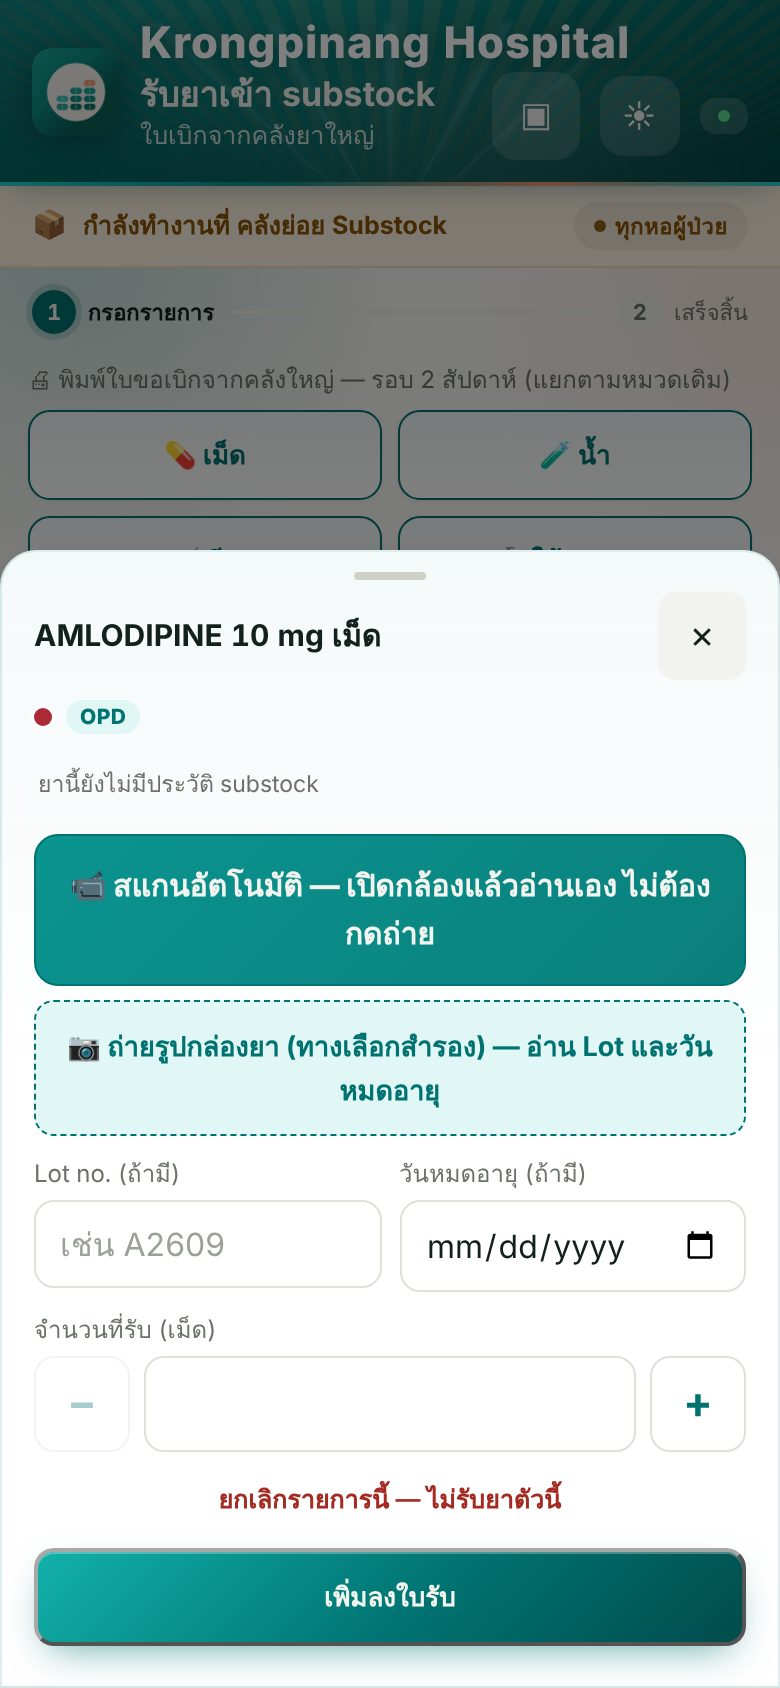 Krongpinang Hospital
รับยาเข้า substock
ใบเบิกจากคลังยาใหญ่
กำลังทำงานที่ คลังย่อย Substock
ทุกหอผู้ป่วย
1 กรอกรายการ
2 เสร็จสิ้น
พิมพ์ใบขอเบิกจากคลังใหญ่ — รอบ 2 สัปดาห์ (แยกตามหมวดเดิม)
เม็ด
น้ำ
AMLODIPINE 10 mg เม็ด
×
OPD
ยานี้ยังไม่มีประวัติ substock
สแกนอัตโนมัติ — เปิดกล้องแล้วอ่านเอง ไม่ต้อง
กดถ่าย
ถ่ายรูปกล่องยา (ทางเลือกสำรอง) — อ่าน Lot และวัน
หมดอายุ
Lot no. (ถ้ามี)
วันหมดอายุ (ถ้ามี)
เช่น A2609
mm/dd/yyyy
จำนวนที่รับ (เม็ด)
−
+
ยกเลิกรายการนี้ — ไม่รับยาตัวนี้
เพิ่มลงใบรับ